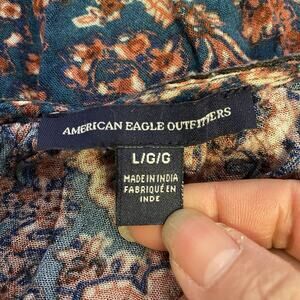 AMERICAN EAGLE OUTFITTERS
L/G/G
MADE IN INDIA
FABRIQUÉ EN
INDE